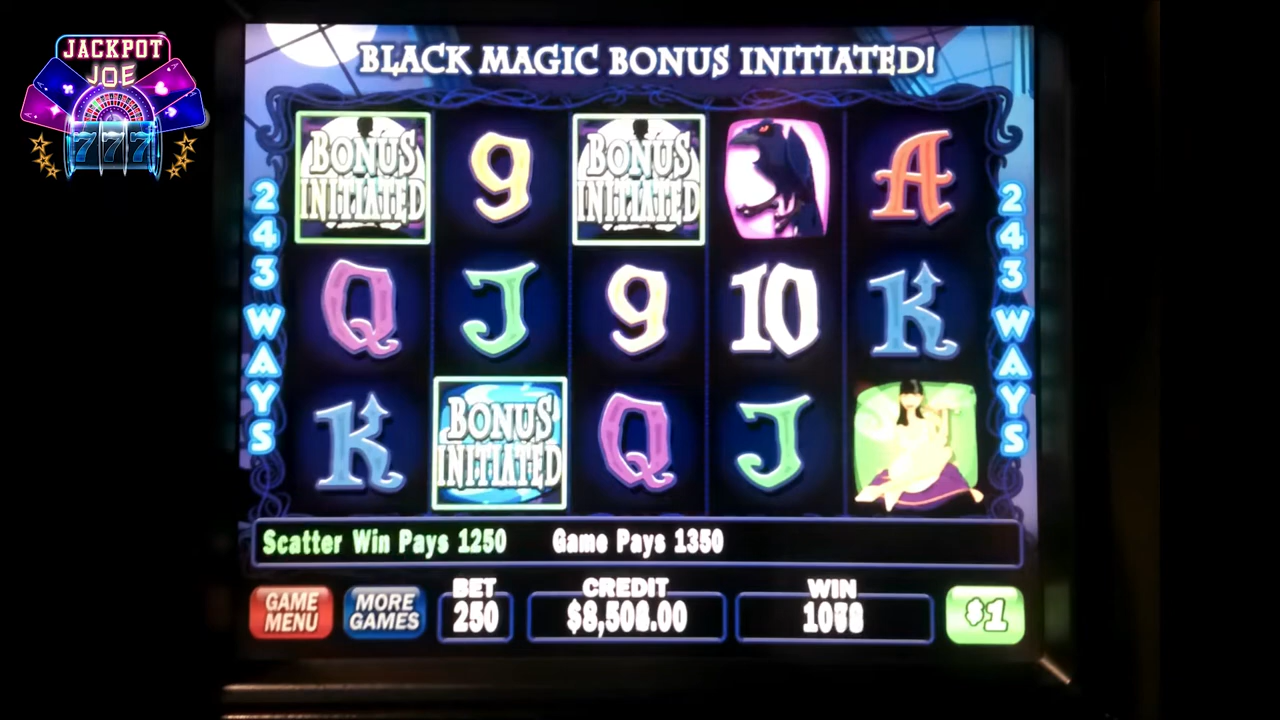 JACKPOT
JOE
777
BLACK MAGIC BONUS INITIATED!
BONUS INITIATED
9
BONUS INITIATED
A
243 WAYS
243 WAYS
Q
J
9
10
K
K
BONUS INITIATED
Q
J
Scatter Win Pays 1250
Game Pays 1350
GAME MENU
MORE GAMES
BET
250
CREDIT
WIN
$1